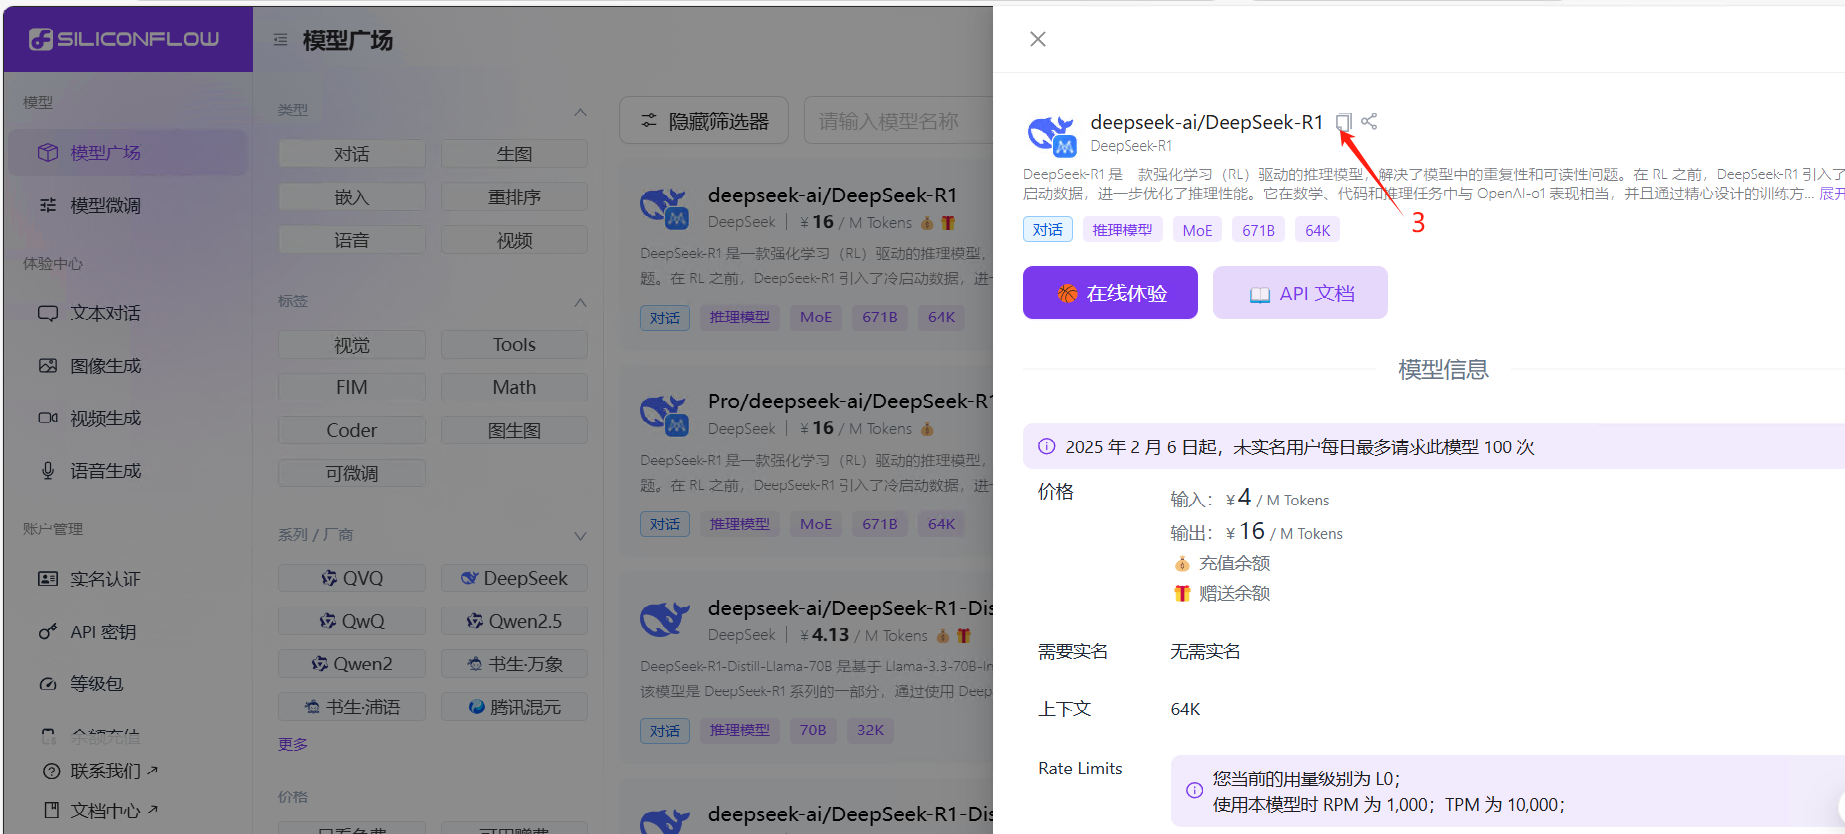 SILICONFLOW
模型
模型广场
模型微调
体验中心
文本对话
图像生成
视频生成
语音生成
账户管理
实名认证
API 密钥
等级包
余额充值
联系我们
文档中心
模型广场
类型
对话
生图
嵌入
重排序
语音
视频
标签
视觉
Tools
FIM
Math
Coder
图生图
可微调
系列 / 厂商
QVQ
DeepSeek
QwQ
Qwen2.5
Qwen2
书生·万象
书生·浦语
腾讯混元
更多
价格
只看免费
可用赠费
隐藏筛选器
请输入模型名称
deepseek-ai/DeepSeek-R1
DeepSeek | ¥ 16 / M Tokens
DeepSeek-R1 是一款强化学习（RL）驱动的推理模型，
题。在 RL 之前，DeepSeek-R1 引入了冷启动数据，进一
对话 推理模型 MoE 671B 64K
Pro/deepseek-ai/DeepSeek-R1
DeepSeek | ¥ 16 / M Tokens
DeepSeek-R1 是一款强化学习（RL）驱动的推理模型，
题。在 RL 之前，DeepSeek-R1 引入了冷启动数据，进一
对话 推理模型 MoE 671B 64K
deepseek-ai/DeepSeek-R1-Dis
DeepSeek | ¥ 4.13 / M Tokens
DeepSeek-R1-Distill-Llama-70B 是基于 Llama-3.3-70B-In
该模型是 DeepSeek-R1 系列的一部分，通过使用 Deep
对话 推理模型 70B 32K
deepseek-ai/DeepSeek-R1-Dis
deepseek-ai/DeepSeek-R1
DeepSeek-R1
DeepSeek-R1 是一款强化学习（RL）驱动的推理模型，解决了模型中的重复性和可读性问题。在 RL 之前，DeepSeek-R1 引入了
启动数据，进一步优化了推理性能。它在数学、代码和推理任务中与 OpenAI-o1 表现相当，并且通过精心设计的训练方... 展开
3
对话 推理模型 MoE 671B 64K
在线体验
API 文档
模型信息
2025 年 2 月 6 日起，未实名用户每日最多请求此模型 100 次
价格
输入： ¥ 4 / M Tokens
输出： ¥ 16 / M Tokens
充值余额
赠送余额
需要实名 无需实名
上下文 64K
Rate Limits
您当前的用量级别为 L0；
使用本模型时 RPM 为 1,000；TPM 为 10,000；